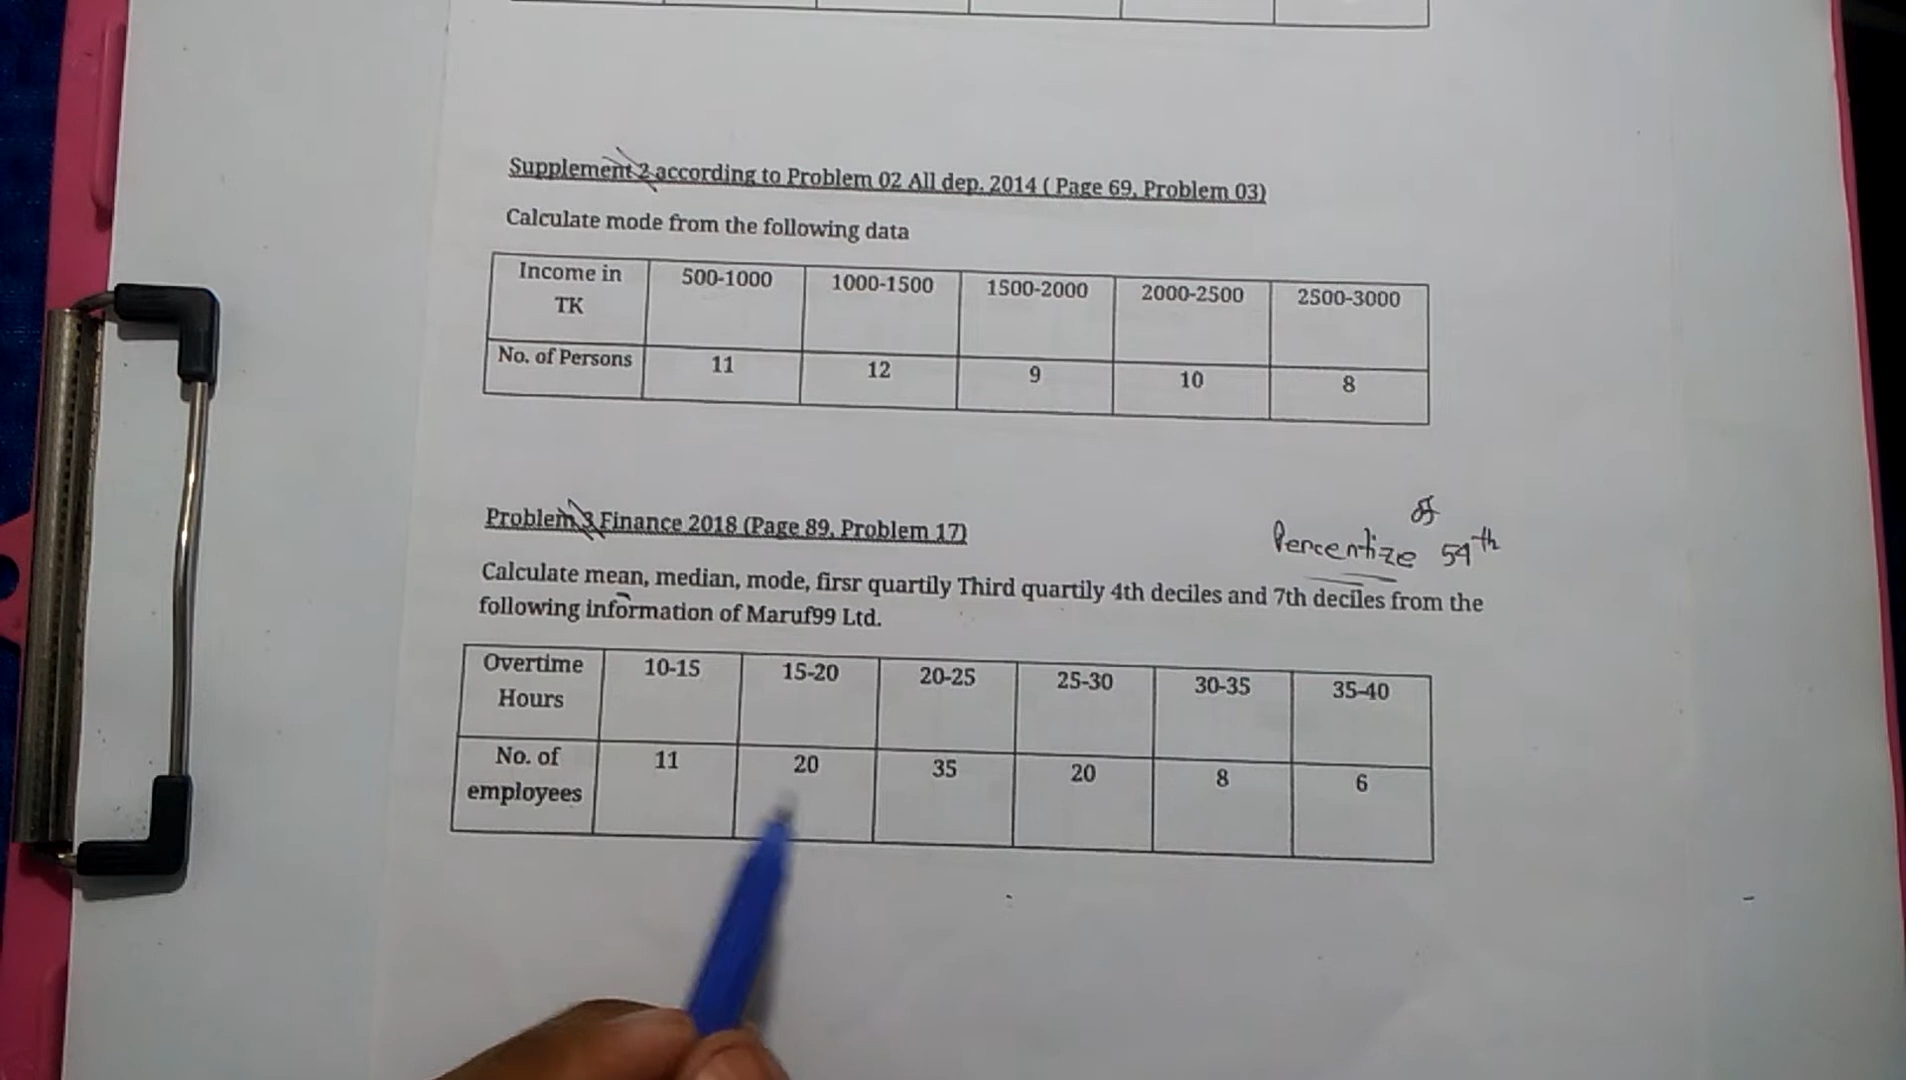 Supplement 2 according to Problem 02 All dep. 2014 ( Page 69, Problem 03)
Calculate mode from the following data
Income in TK 500-1000 1000-1500 1500-2000 2000-2500 2500-3000
No. of Persons 11 12 9 10 8
Problem 3 Finance 2018 (Page 89, Problem 17)
Percentize 59th
Calculate mean, median, mode, firsr quartily Third quartily 4th deciles and 7th deciles from the
following information of Maruf99 Ltd.
Overtime Hours 10-15 15-20 20-25 25-30 30-35 35-40
No. of employees 11 20 35 20 8 6